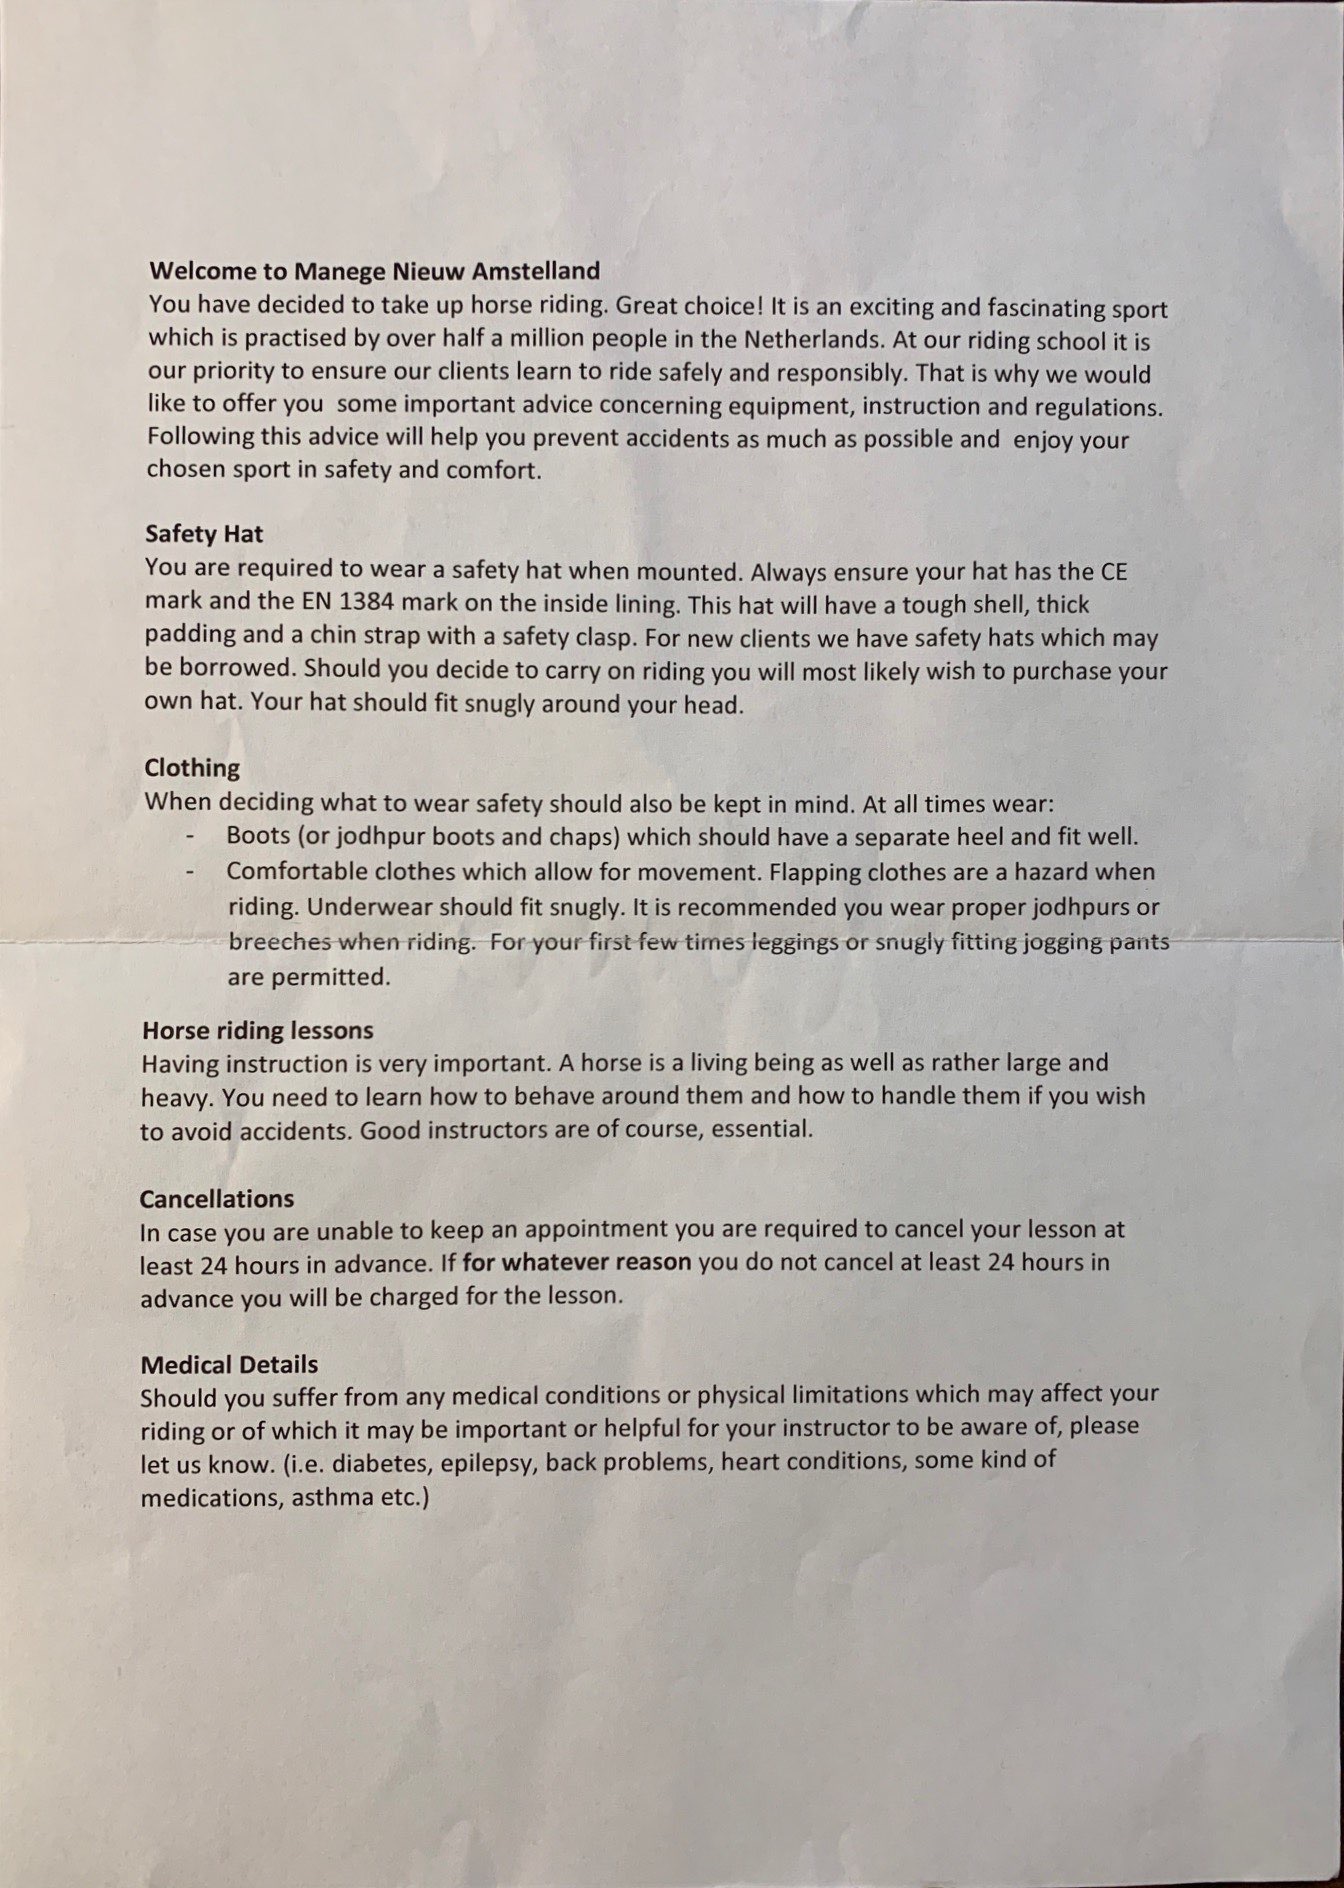 Welcome to Manege Nieuw Amstelland
You have decided to take up horse riding. Great choice! It is an exciting and fascinating sport
which is practised by over half a million people in the Netherlands. At our riding school it is
our priority to ensure our clients learn to ride safely and responsibly. That is why we would
like to offer you  some important advice concerning equipment, instruction and regulations.
Following this advice will help you prevent accidents as much as possible and  enjoy your
chosen sport in safety and comfort.
Safety Hat
You are required to wear a safety hat when mounted. Always ensure your hat has the CE
mark and the EN 1384 mark on the inside lining. This hat will have a tough shell, thick
padding and a chin strap with a safety clasp. For new clients we have safety hats which may
be borrowed. Should you decide to carry on riding you will most likely wish to purchase your
own hat. Your hat should fit snugly around your head.
Clothing
When deciding what to wear safety should also be kept in mind. At all times wear:
- Boots (or jodhpur boots and chaps) which should have a separate heel and fit well.
- Comfortable clothes which allow for movement. Flapping clothes are a hazard when
riding. Underwear should fit snugly. It is recommended you wear proper jodhpurs or
breeches when riding.  For your first few times leggings or snugly fitting jogging pants
are permitted.
Horse riding lessons
Having instruction is very important. A horse is a living being as well as rather large and
heavy. You need to learn how to behave around them and how to handle them if you wish
to avoid accidents. Good instructors are of course, essential.
Cancellations
In case you are unable to keep an appointment you are required to cancel your lesson at
least 24 hours in advance. If for whatever reason you do not cancel at least 24 hours in
advance you will be charged for the lesson.
Medical Details
Should you suffer from any medical conditions or physical limitations which may affect your
riding or of which it may be important or helpful for your instructor to be aware of, please
let us know. (i.e. diabetes, epilepsy, back problems, heart conditions, some kind of
medications, asthma etc.)